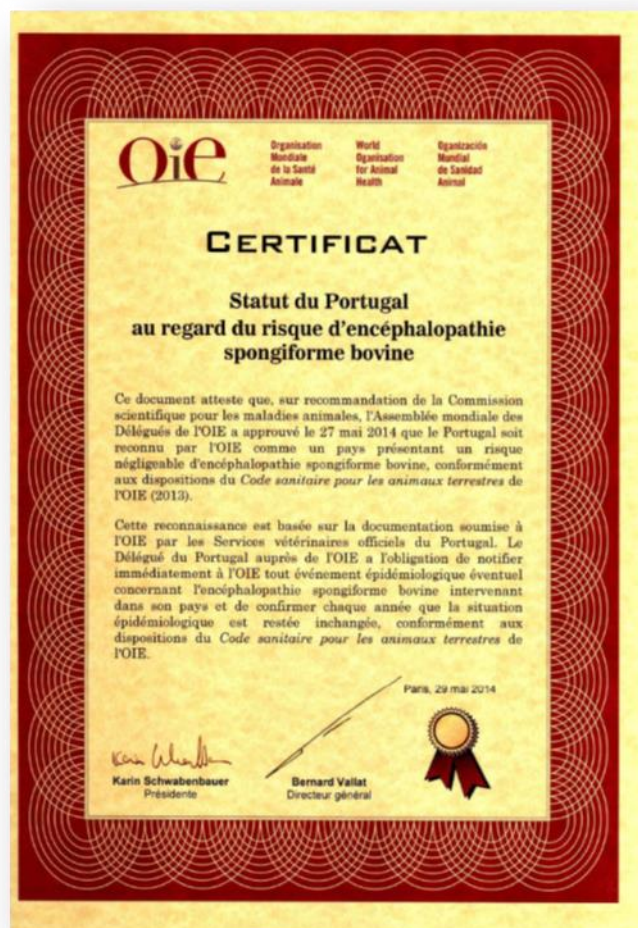 Oie
Organisation
Mondiale
de la Santé
Animale
World
Oganisation
for Animal
Health
Oganización
Mundial
de Sanidad
Animal
CERTIFICAT
Statut du Portugal
au regard du risque d'encéphalopathie
spongiforme bovine
Ce document atteste que, sur recommandation de la Commission
scientifique pour les maladies animales, l'Assemblée mondiale des
Délégués de l'OIE a approuvé le 27 mai 2014 que le Portugal soit
reconnu par l'OIE comme un pays présentant un risque
négligeable d'encéphalopathie spongiforme bovine, conformément
aux dispositions du Code sanitaire pour les animaux terrestres de
l'OIE (2013).
Cette reconnaissance est basée sur la documentation soumise à
l'OIE par les Services vétérinaires officiels du Portugal. Le
Délégué du Portugal auprès de l'OIE a l'obligation de notifier
immédiatement à l'OIE tout événement épidémiologique éventuel
concernant l'encéphalopathie spongiforme bovine intervenant
dans son pays et de confirmer chaque année que la situation
épidémiologique est restée inchangée, conformément aux
dispositions du Code sanitaire pour les animaux terrestres de
l'OIE.
Paris, 29 mai 2014
Karin Schwabenbauer
Présidente
Bernard Vallat
Directeur général